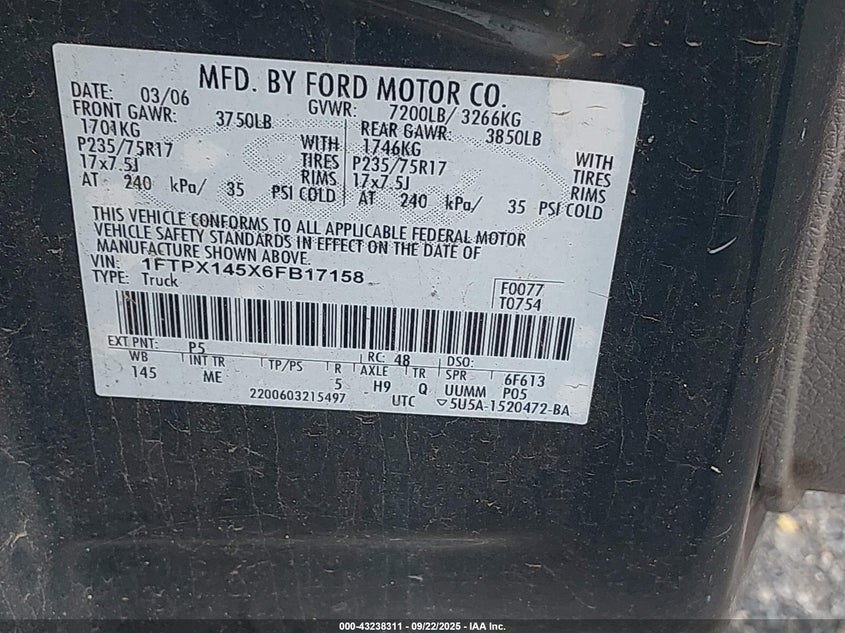 MFD. BY FORD MOTOR CO.
DATE: 03/06 GVWR: 7200LB/ 3266KG
FRONT GAWR: 3750LB REAR GAWR: 3850LB
1701KG WITH 1746KG WITH
P235/75R17 TIRES P235/75R17 TIRES
17x7.5J RIMS 17x7.5J RIMS
AT 240 kPa/ 35 PSI COLD AT 240 kPa/ 35 PSI COLD
THIS VEHICLE CONFORMS TO ALL APPLICABLE FEDERAL MOTOR
VEHICLE SAFETY STANDARDS IN EFFECT ON THE DATE OF
MANUFACTURE SHOWN ABOVE.
VIN: 1FTPX145X6FB17158
TYPE: Truck
F0077
T0754
EXT PNT: P5 RC: 48 DSO:
WB INT TR TP/PS R AXLE TR SPR 6F613
145 ME 5 H9 Q UUMM P05
2200603215497 UTC ▽5U5A-1520472-BA
000-43238311 - 09/22/2025 - IAA Inc.